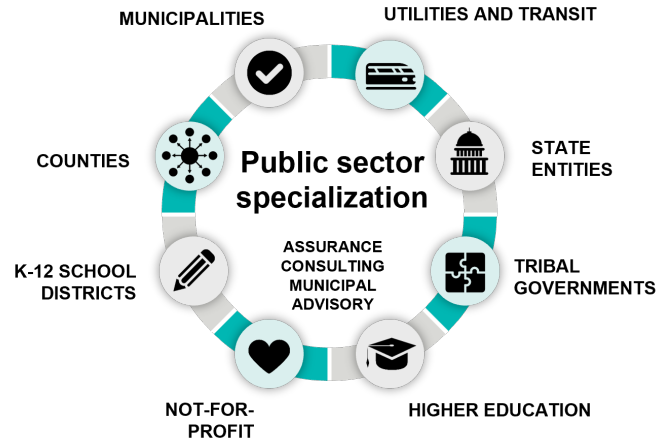 MUNICIPALITIES
UTILITIES AND TRANSIT
COUNTIES
STATE
ENTITIES
Public sector
specialization
ASSURANCE
CONSULTING
MUNICIPAL
ADVISORY
K-12 SCHOOL
DISTRICTS
TRIBAL
GOVERNMENTS
NOT-FOR-
PROFIT
HIGHER EDUCATION